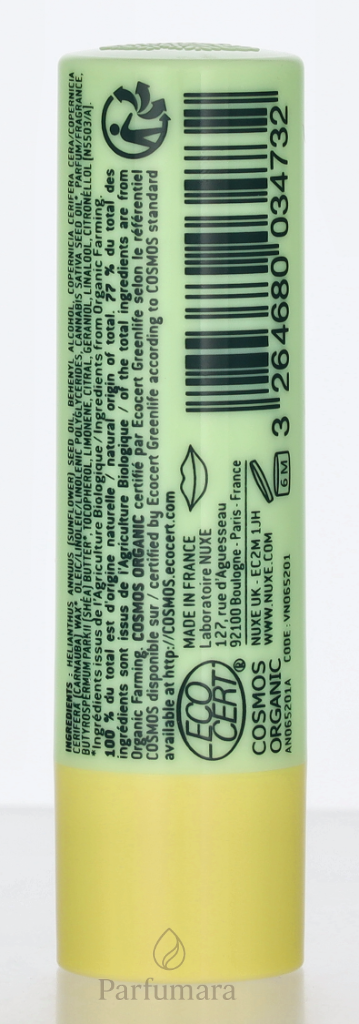 INGREDIENTS : HELIANTHUS ANNUUS (SUNFLOWER) SEED OIL, BEHENYL ALCOHOL, COPERNICIA CERIFERA CERA/COPERNICIA
CERIFERA (CARNAUBA) WAX*, OLEIC/LINOLEIC/LINOLENIC POLYGLYCERIDES, CANNABIS SATIVA SEED OIL*, PARFUM/FRAGRANCE,
BUTYROSPERMUM PARKII (SHEA) BUTTER*, TOCOPHEROL, LIMONENE, CITRAL, GERANIOL, LINALOOL, CITRONELLOL [N5503/A].
*Ingrédients issus de l'Agriculture Biologique / Ingredients from Organic Farming.
100 % du total est d'origine naturelle / natural origin of total. 77 % du total des
ingrédients sont issus de l'Agriculture Biologique / of the total ingredients are from
Organic Farming. COSMOS ORGANIC certifié par Ecocert Greenlife selon le référentiel
COSMOS disponible sur / certified by Ecocert Greenlife according to COSMOS standard
available at http://COSMOS.ecocert.com
MADE IN FRANCE
Laboratoire NUXE
127, rue d'Aguesseau
92100 Boulogne - Paris - France
NUXE UK - EC2M 1JH
WWW.NUXE.COM
6 M
3 264680 034732
ECO
CERT®
COSMOS
ORGANIC
AN065201A CODE : VN065201
Parfumara